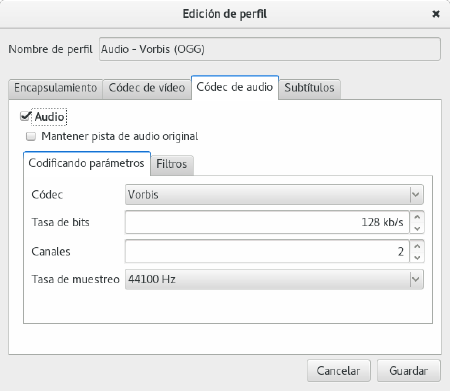 Edición de perfil
Nombre de perfil Audio - Vorbis (OGG)
Encapsulamiento Códec de vídeo Códec de audio Subtítulos
Audio
Mantener pista de audio original
Codificando parámetros Filtros
Códec Vorbis
Tasa de bits 128 kb/s
Canales 2
Tasa de muestreo 44100 Hz
Cancelar Guardar